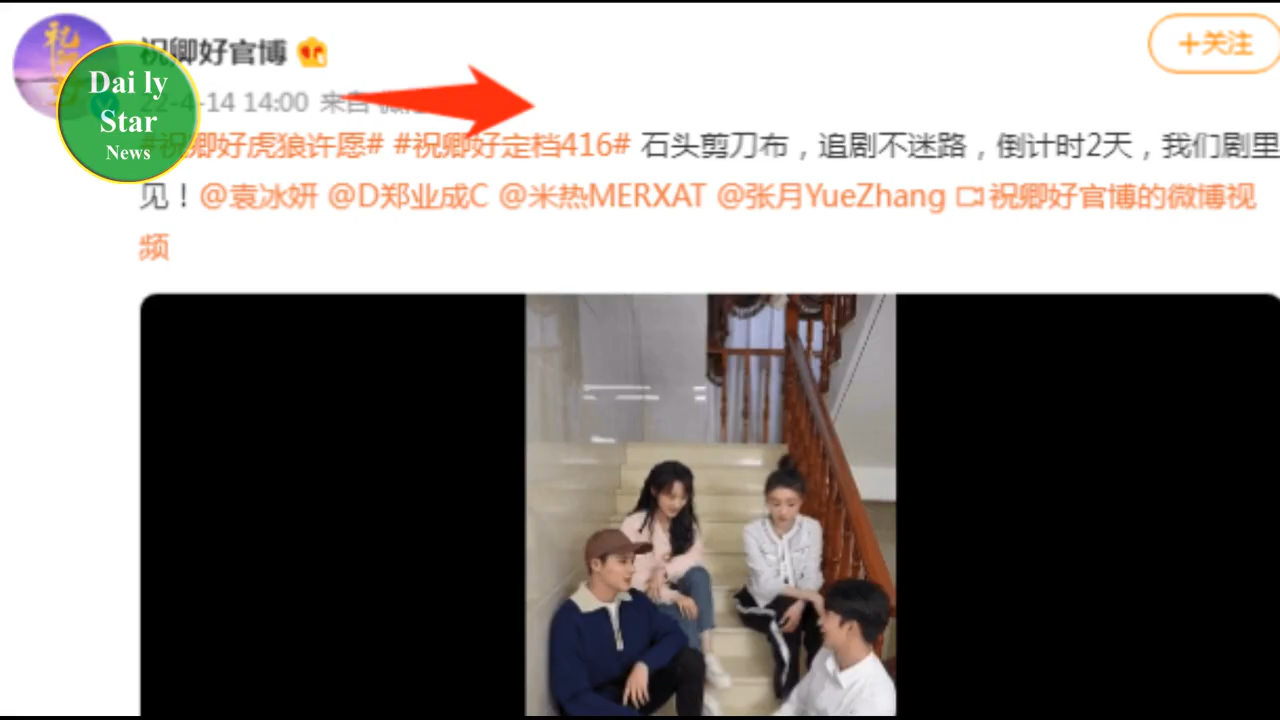 祝卿好官博
+关注
Dai ly
Star
News
22-4-14 14:00 来自
#祝卿好虎狼许愿# #祝卿好定档416# 石头剪刀布，追剧不迷路，倒计时2天，我们剧里
见！@袁冰妍 @D郑业成C @米热MERXAT @张月YueZhang 祝卿好官博的微博视
频